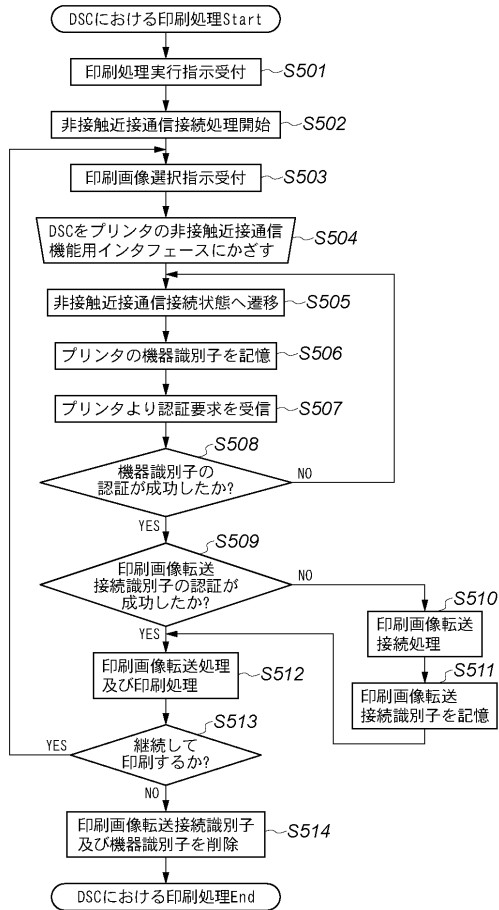 DSCにおける印刷処理Start
印刷処理実行指示受付
S501
非接触近接通信接続処理開始
S502
印刷画像選択指示受付
S503
DSCをプリンタの非接触近接通信
機能用インタフェースにかざす
S504
非接触近接通信接続状態へ遷移
S505
プリンタの機器識別子を記憶
S506
プリンタより認証要求を受信
S507
S508
機器識別子の
認証が成功したか?
NO
YES
S509
印刷画像転送
接続識別子の認証が
成功したか?
NO
YES
S510
印刷画像転送
接続処理
S511
印刷画像転送
接続識別子を記憶
印刷画像転送処理
及び印刷処理
S512
S513
継続して
印刷するか?
YES
NO
印刷画像転送接続識別子
及び機器識別子を削除
S514
DSCにおける印刷処理End